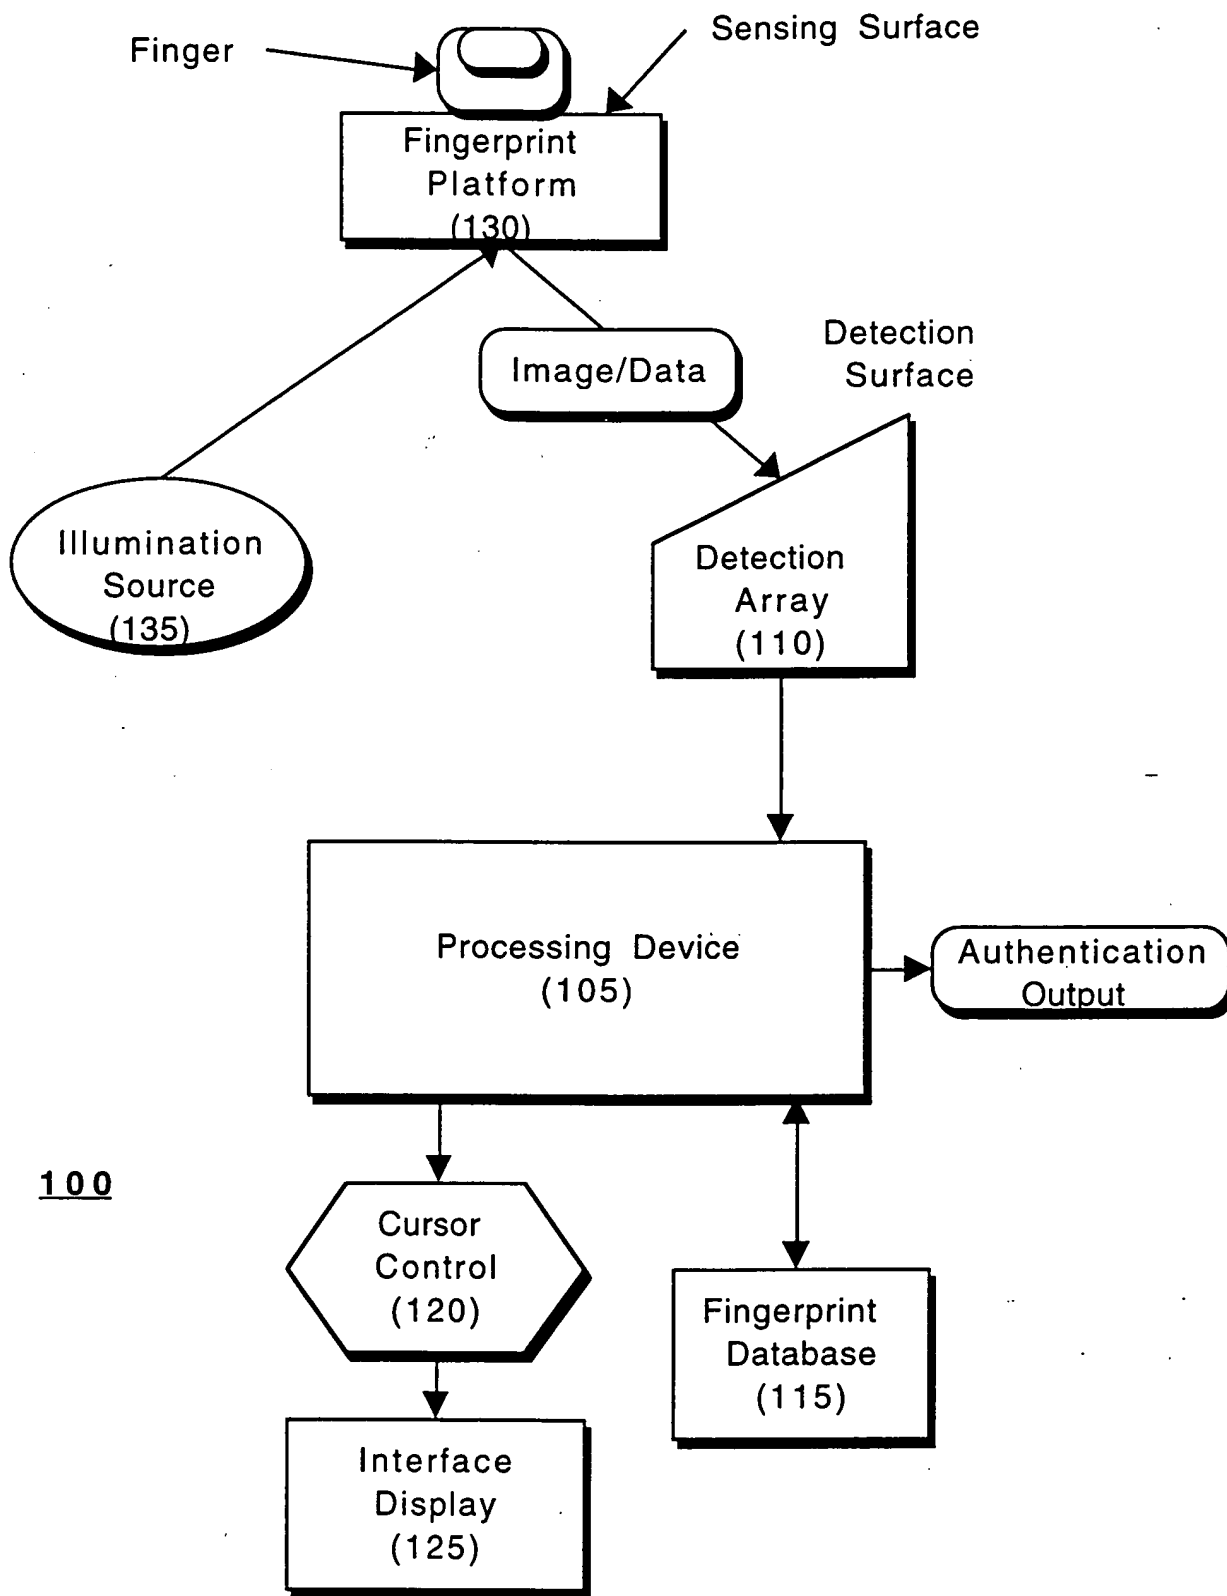 Finger
Sensing Surface
Fingerprint
Platform
(130)
Image/Data
Detection
Surface
Illumination
Source
(135)
Detection
Array
(110)
Processing Device
(105)
Authentication
Output
100
Cursor
Control
(120)
Fingerprint
Database
(115)
Interface
Display
(125)